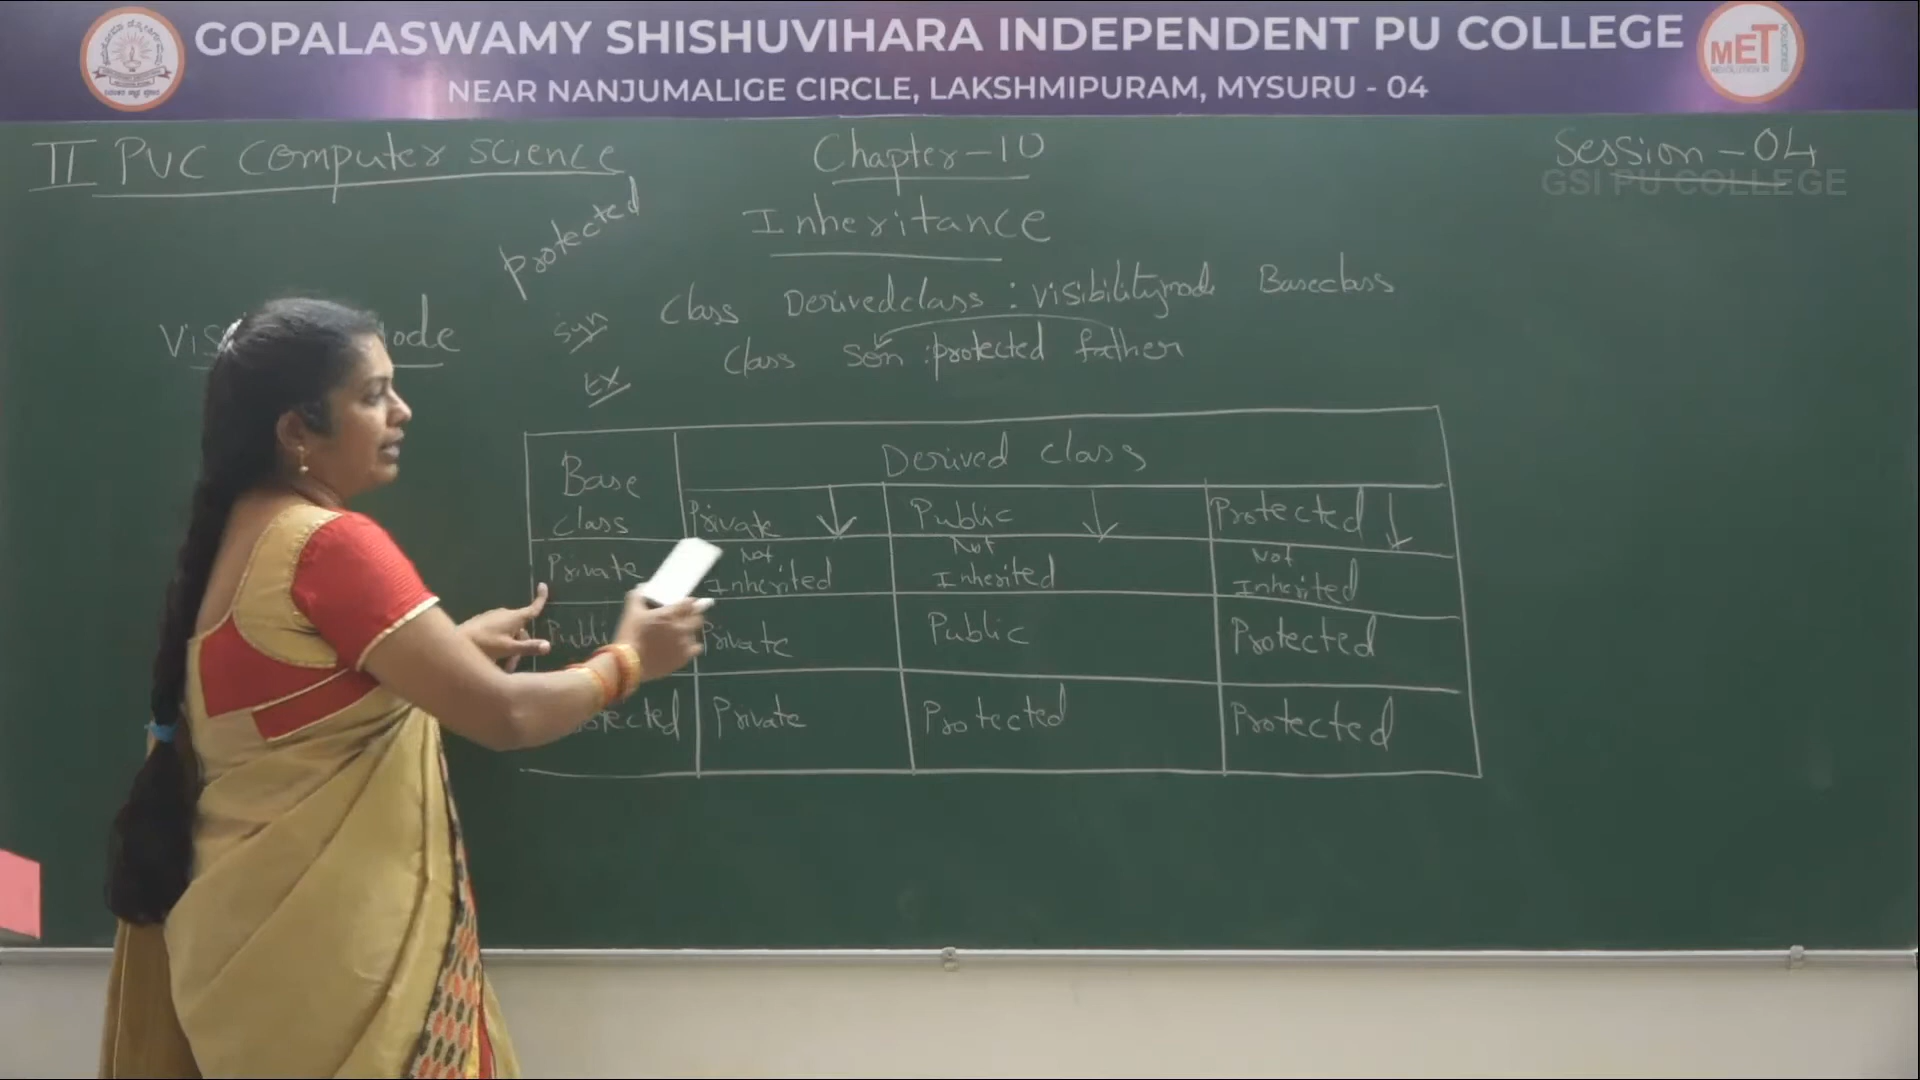 GOPALASWAMY SHISHUVIHARA INDEPENDENT PU COLLEGE
NEAR NANJUMALIGE CIRCLE, LAKSHMIPURAM, MYSURU - 04
MET
EDUCATION
II PUC Computer Science
Chapter-10
Session-04
GSI PU COLLEGE
Inheritance
protected
Syn Class Derivedclass : visibilitymode Baseclass
Ex Class Son : protected father
Base class
Derived class
Private Public Protected
Private Not Inherited Not Inherited Not Inherited
Private Public Protected
Private Protected Protected